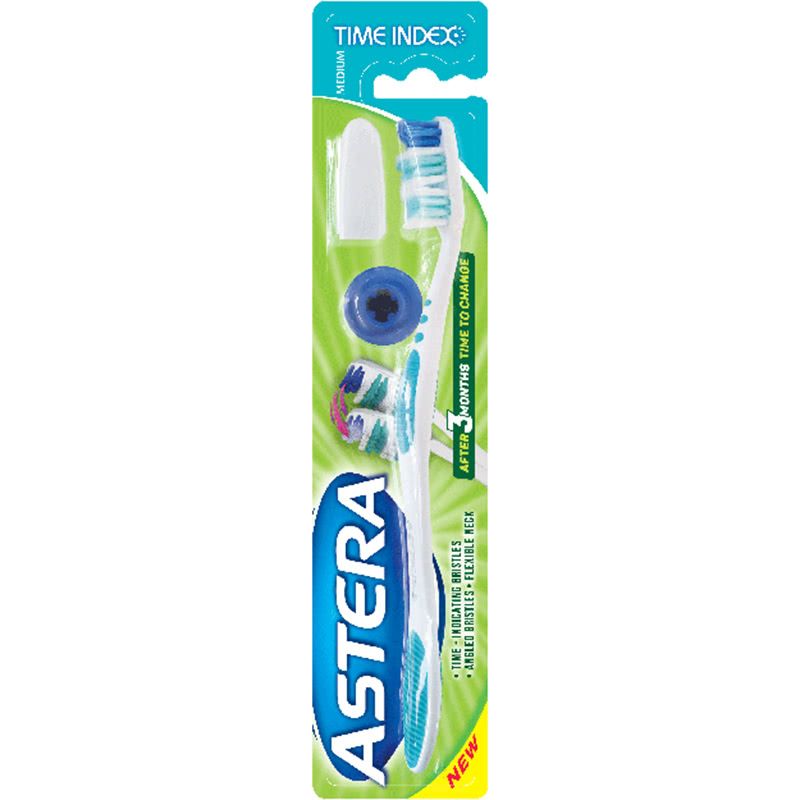 TIME INDEX
MEDIUM
AFTER 3 MONTHS TIME TO CHANGE
ASTERA
• TIME - INDICATING BRISTLES
• ANGLED BRISTLES • FLEXIBLE NECK
NEW